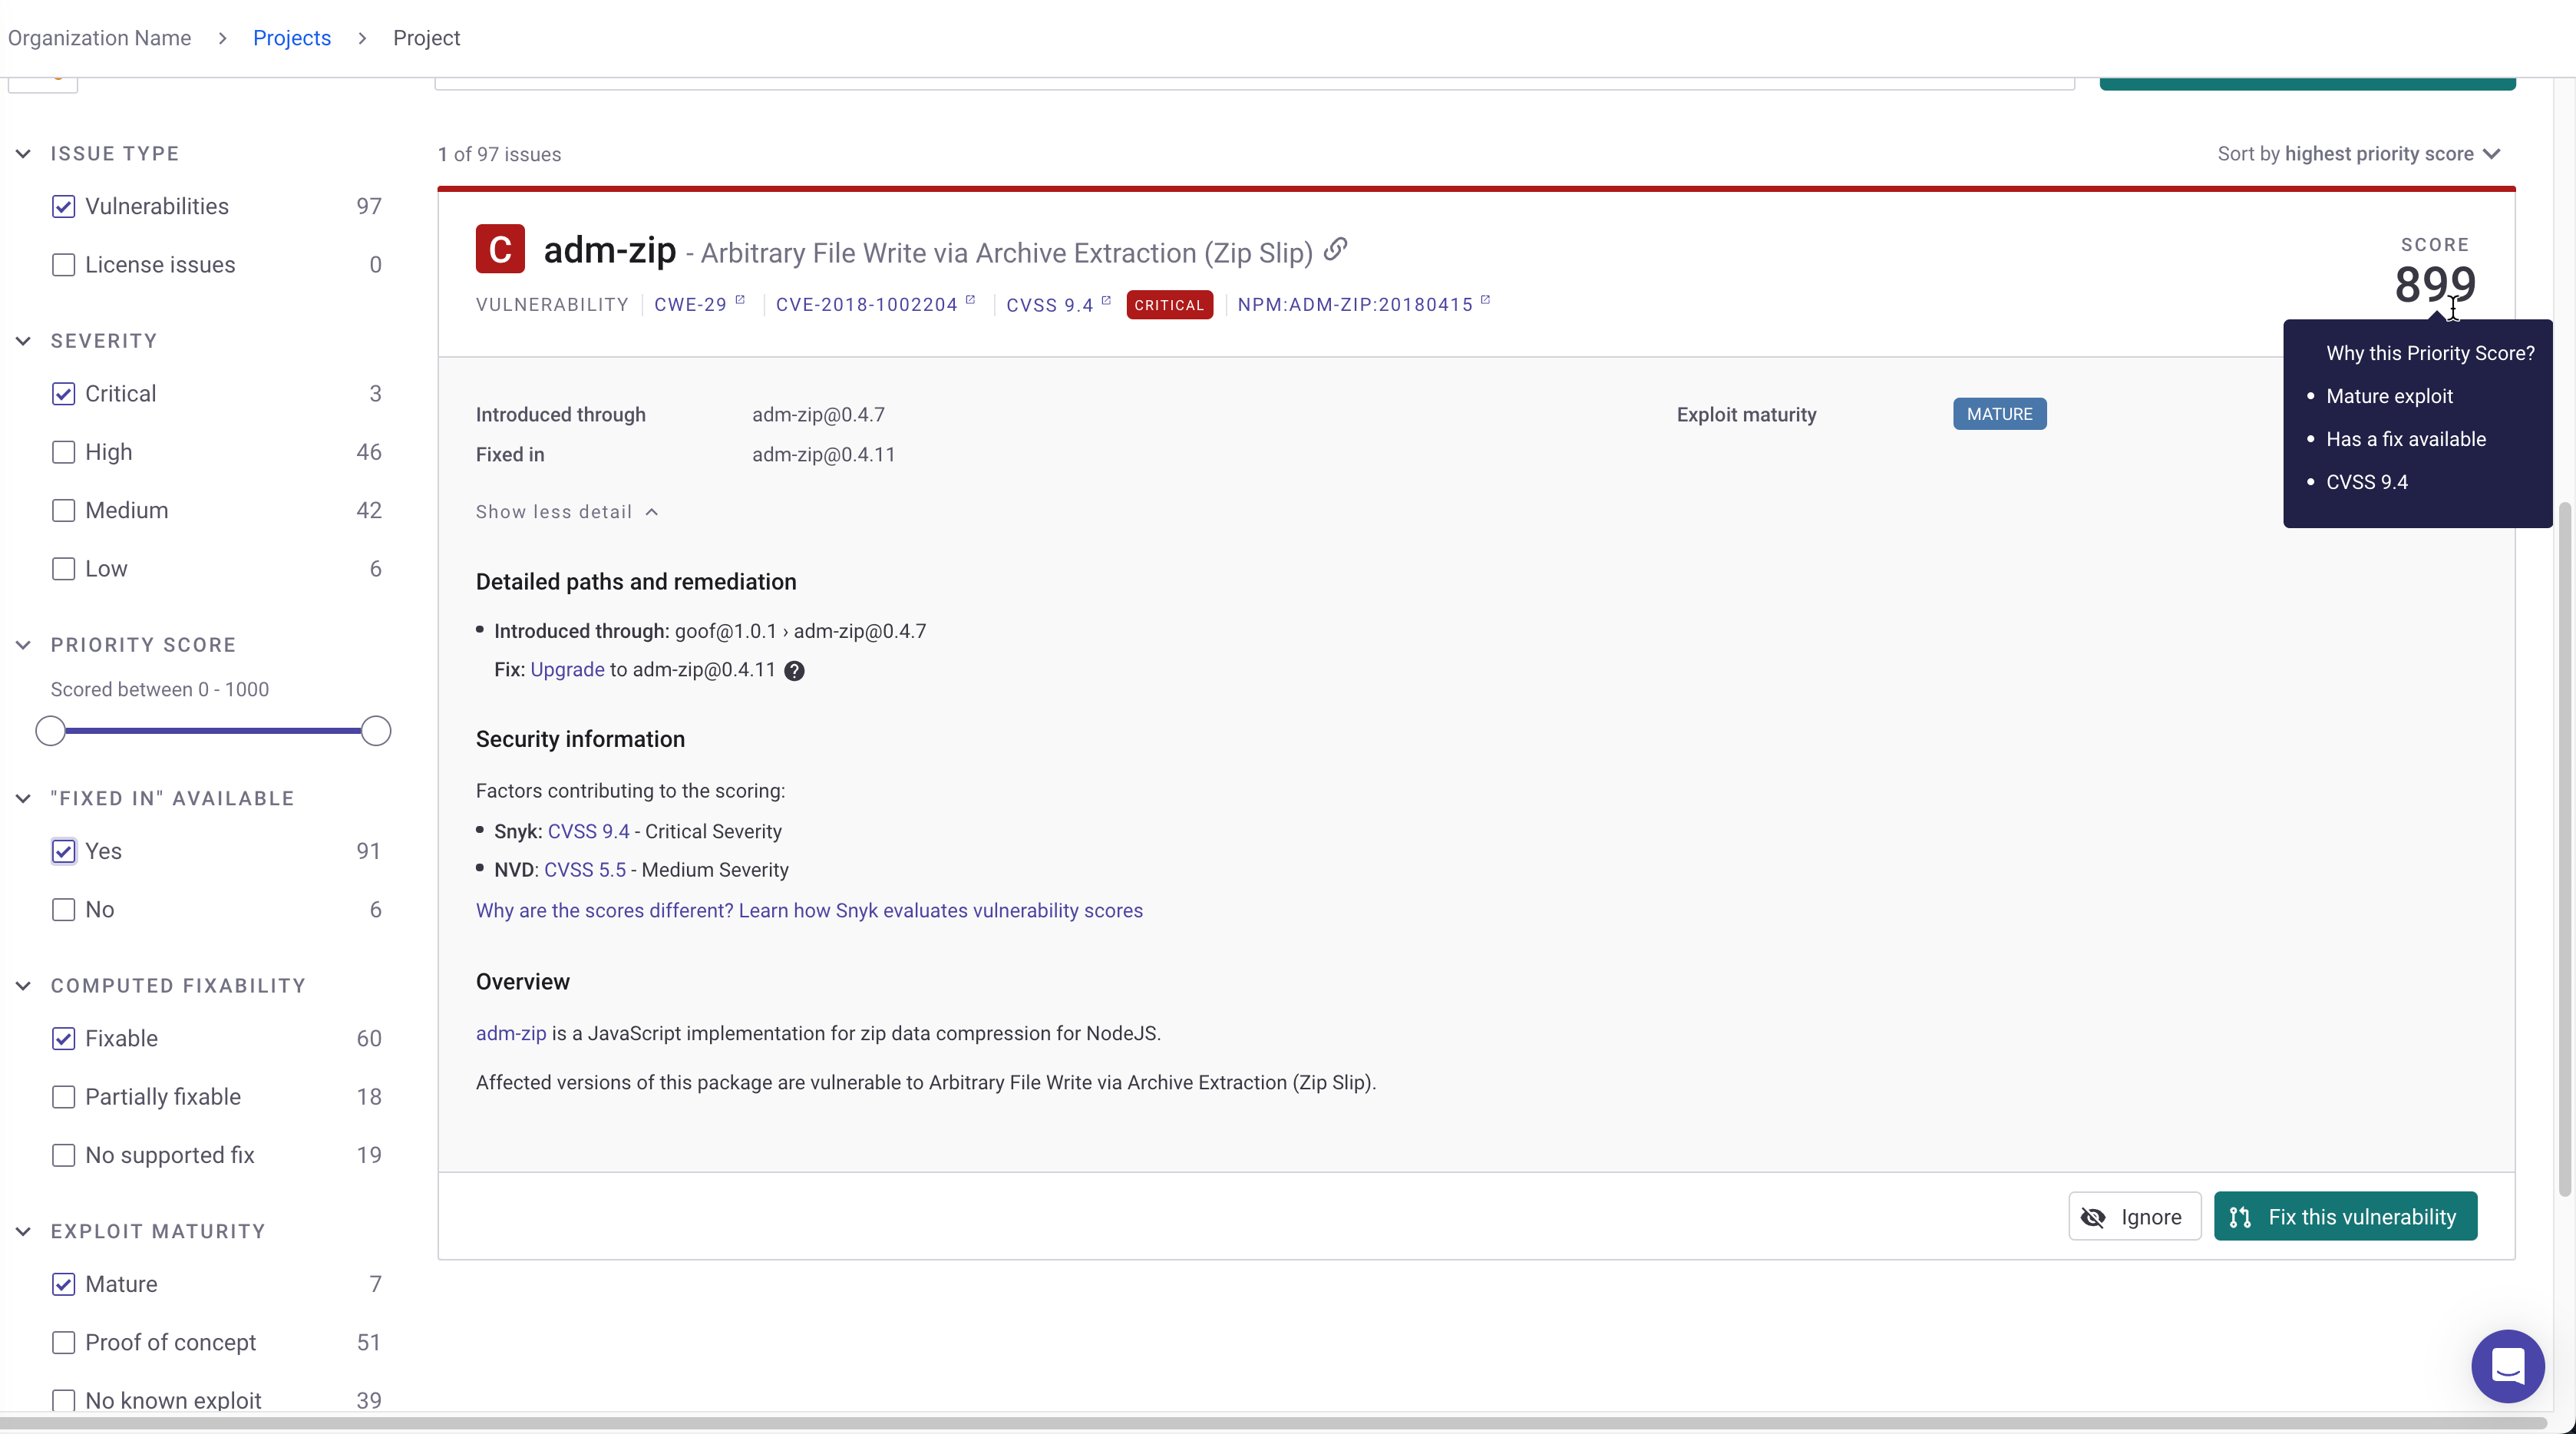 Organization Name > Projects > Project
ISSUE TYPE
Vulnerabilities 97
License issues 0
SEVERITY
Critical 3
High 46
Medium 42
Low 6
PRIORITY SCORE
Scored between 0 - 1000
"FIXED IN" AVAILABLE
Yes 91
No 6
COMPUTED FIXABILITY
Fixable 60
Partially fixable 18
No supported fix 19
EXPLOIT MATURITY
Mature 7
Proof of concept 51
No known exploit 39
1 of 97 issues
Sort by highest priority score
C adm-zip - Arbitrary File Write via Archive Extraction (Zip Slip)
VULNERABILITY CWE-29 CVE-2018-1002204 CVSS 9.4 CRITICAL NPM:ADM-ZIP:20180415
SCORE
899
Why this Priority Score?
• Mature exploit
• Has a fix available
• CVSS 9.4
Introduced through adm-zip@0.4.7
Exploit maturity MATURE
Fixed in adm-zip@0.4.11
Show less detail
Detailed paths and remediation
• Introduced through: goof@1.0.1 › adm-zip@0.4.7
Fix: Upgrade to adm-zip@0.4.11 ?
Security information
Factors contributing to the scoring:
• Snyk: CVSS 9.4 - Critical Severity
• NVD: CVSS 5.5 - Medium Severity
Why are the scores different? Learn how Snyk evaluates vulnerability scores
Overview
adm-zip is a JavaScript implementation for zip data compression for NodeJS.
Affected versions of this package are vulnerable to Arbitrary File Write via Archive Extraction (Zip Slip).
Ignore
Fix this vulnerability